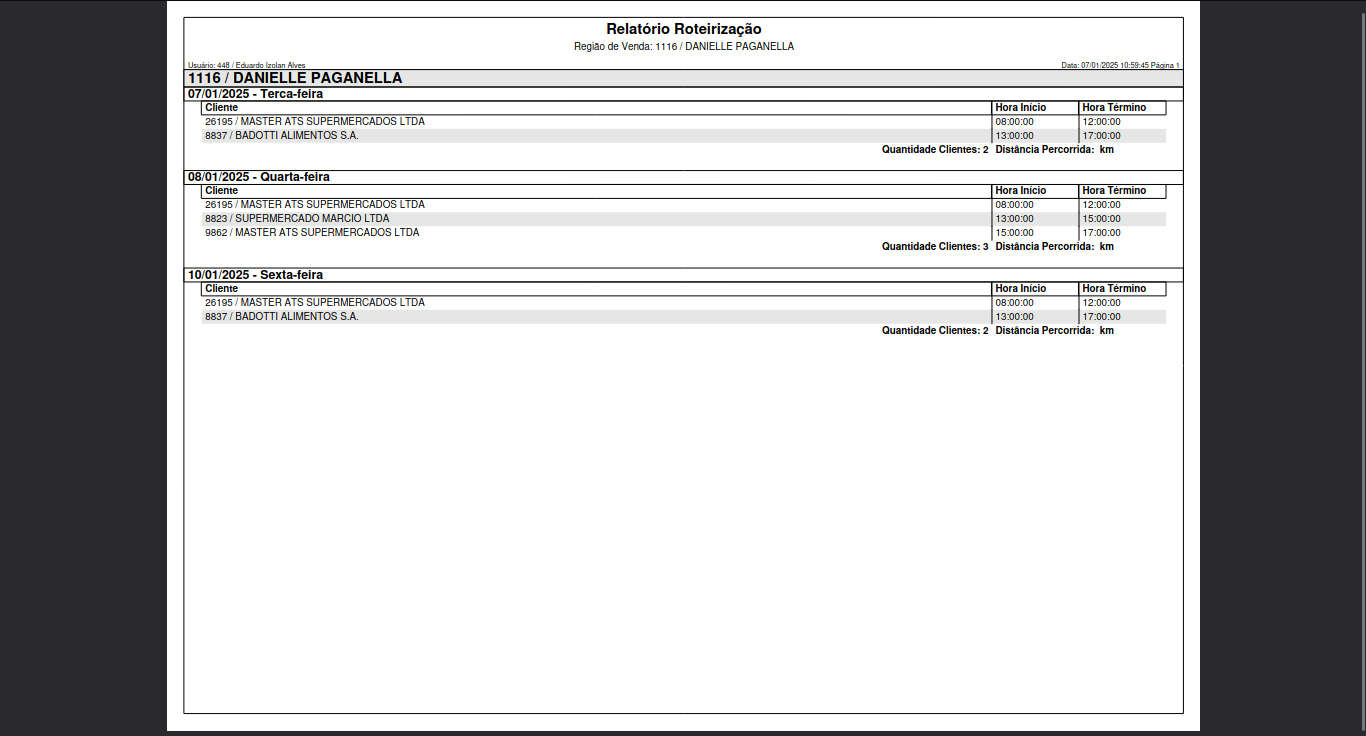 Relatório Roteirização
Região de Venda: 1116 / DANIELLE PAGANELLA
Usuário: 448 / Eduardo Izolan Alves Data: 07/01/2025 10:59:45 Página 1
1116 / DANIELLE PAGANELLA
07/01/2025 - Terca-feira
Cliente Hora Início Hora Término
26195 / MASTER ATS SUPERMERCADOS LTDA 08:00:00 12:00:00
8837 / BADOTTI ALIMENTOS S.A. 13:00:00 17:00:00
Quantidade Clientes: 2 Distância Percorrida: km
08/01/2025 - Quarta-feira
Cliente Hora Início Hora Término
26195 / MASTER ATS SUPERMERCADOS LTDA 08:00:00 12:00:00
8823 / SUPERMERCADO MARCIO LTDA 13:00:00 15:00:00
9862 / MASTER ATS SUPERMERCADOS LTDA 15:00:00 17:00:00
Quantidade Clientes: 3 Distância Percorrida: km
10/01/2025 - Sexta-feira
Cliente Hora Início Hora Término
26195 / MASTER ATS SUPERMERCADOS LTDA 08:00:00 12:00:00
8837 / BADOTTI ALIMENTOS S.A. 13:00:00 17:00:00
Quantidade Clientes: 2 Distância Percorrida: km